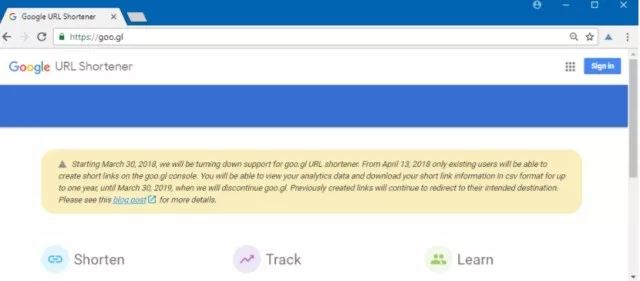 Google URL Shortener
https://goo.gl
Google URL Shortener
Sign in
Starting March 30, 2018, we will be turning down support for goo.gl URL shortener. From April 13, 2018 only existing users will be able to
create short links on the goo.gl console. You will be able to view your analytics data and download your short link information in csv format for up
to one year, until March 30, 2019, when we will discontinue goo.gl. Previously created links will continue to redirect to their intended destination.
Please see this blog post for more details.
Shorten
Track
Learn